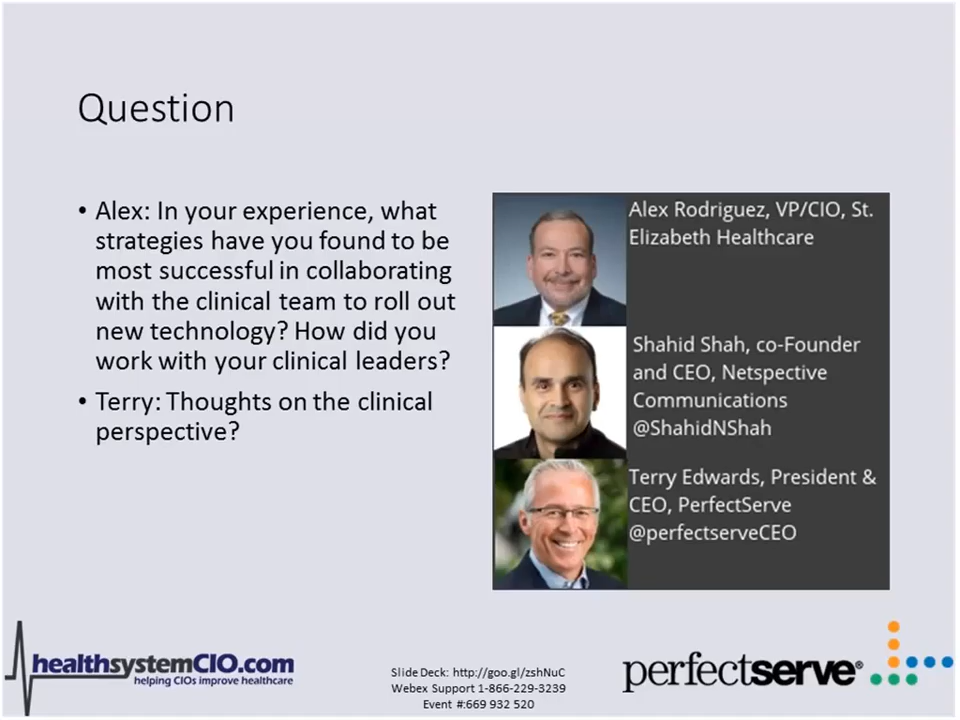 Question
• Alex: In your experience, what
strategies have you found to be
most successful in collaborating
with the clinical team to roll out
new technology? How did you
work with your clinical leaders?
• Terry: Thoughts on the clinical
perspective?
Alex Rodriguez, VP/CIO, St.
Elizabeth Healthcare
Shahid Shah, co-Founder
and CEO, Netspective
Communications
@ShahidNShah
Terry Edwards, President &
CEO, PerfectServe
@perfectserveCEO
healthsystemCIO.com
helping CIOs improve healthcare
Slide Deck: http://goo.gl/zshNuC
Webex Support 1-866-229-3239
Event #:669 932 520
perfectserve®